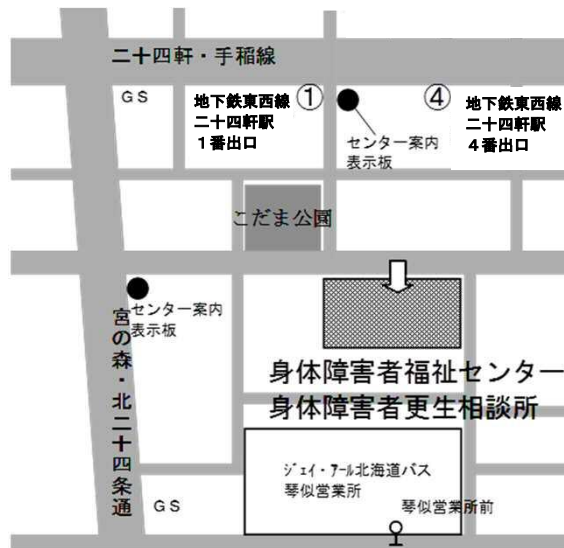 二十四軒・手稲線
GS
地下鉄東西線
二十四軒駅
1番出口
①
④
地下鉄東西線
二十四軒駅
4番出口
センター案内
表示板
こだま公園
センター案内
表示板
宮の森・北二十四条通
身体障害者福祉センター
身体障害者更生相談所
ジェイ・アール北海道バス
琴似営業所
琴似営業所前
GS